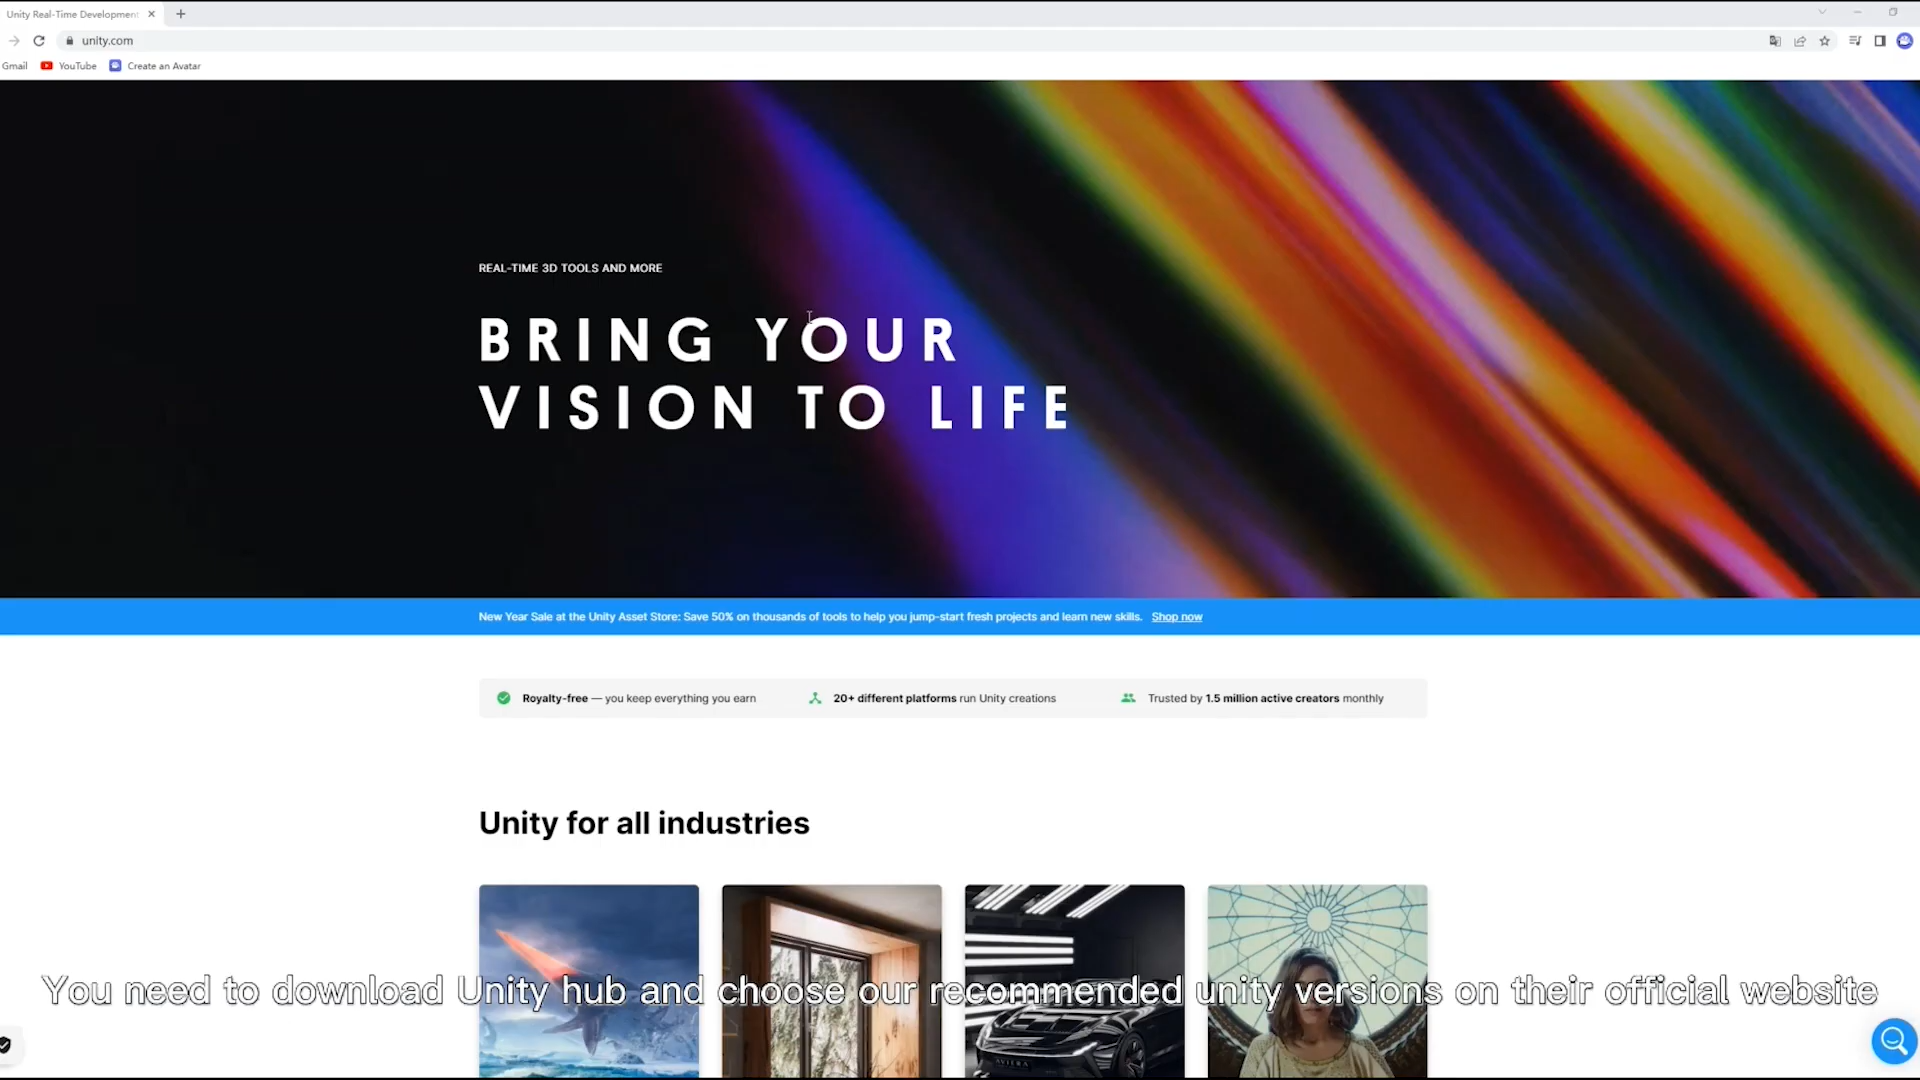 Unity Real-Time Development
unity.com
Gmail YouTube Create an Avatar
REAL-TIME 3D TOOLS AND MORE
BRING YOUR
VISION TO LIFE
New Year Sale at the Unity Asset Store: Save 50% on thousands of tools to help you jump-start fresh projects and learn new skills. Shop now
Royalty-free — you keep everything you earn 20+ different platforms run Unity creations Trusted by 1.5 million active creators monthly
Unity for all industries
You need to download Unity hub and choose our recommended unity versions on their official website
AVIERA